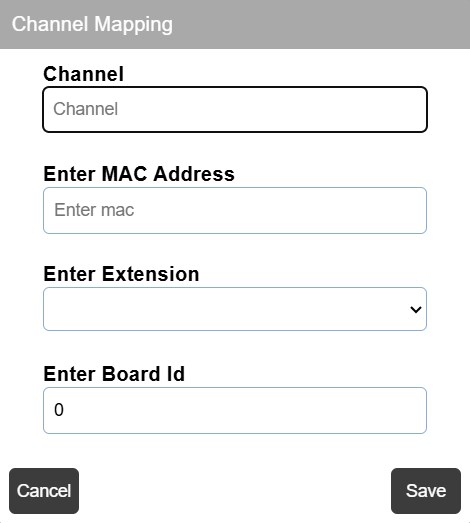 Channel Mapping
Channel
Channel
Enter MAC Address
Enter mac
Enter Extension
Enter Board Id
0
Cancel
Save